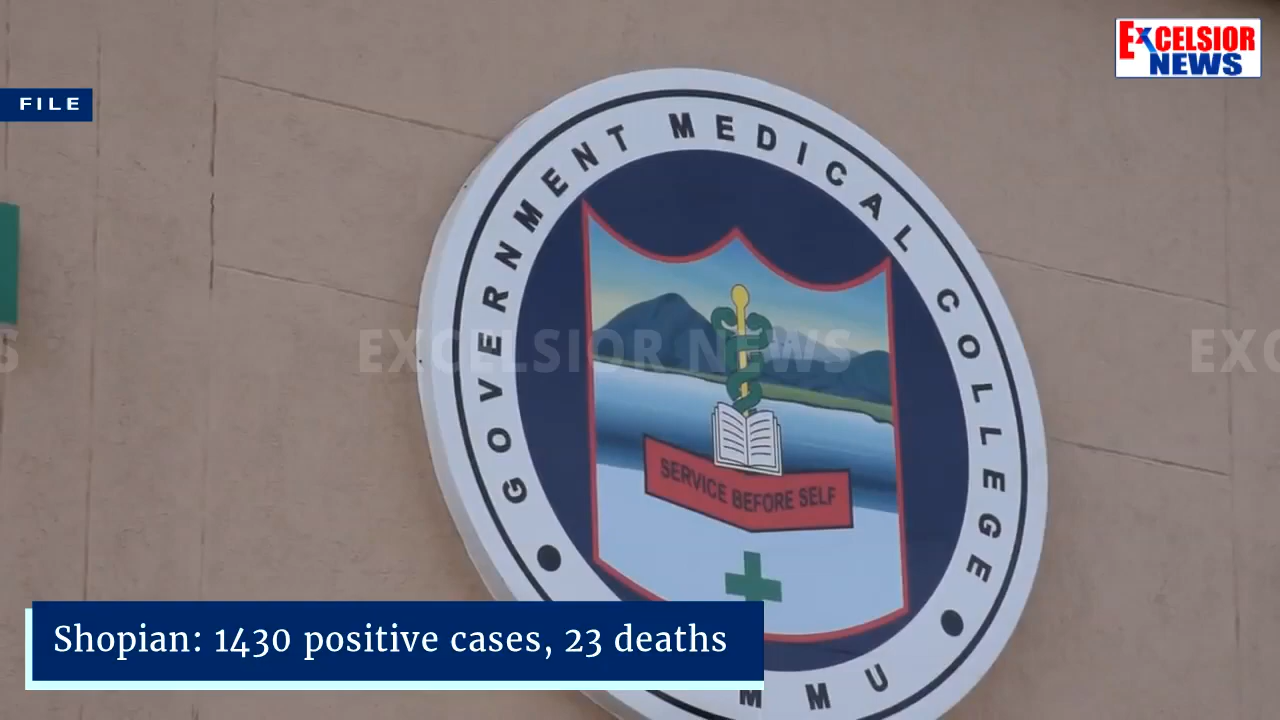 EXCELSIOR
NEWS
FILE
GOVERNMENT MEDICAL COLLEGE
EXCELSIOR NEWS
SERVICE BEFORE SELF
Shopian: 1430 positive cases, 23 deaths
MMU